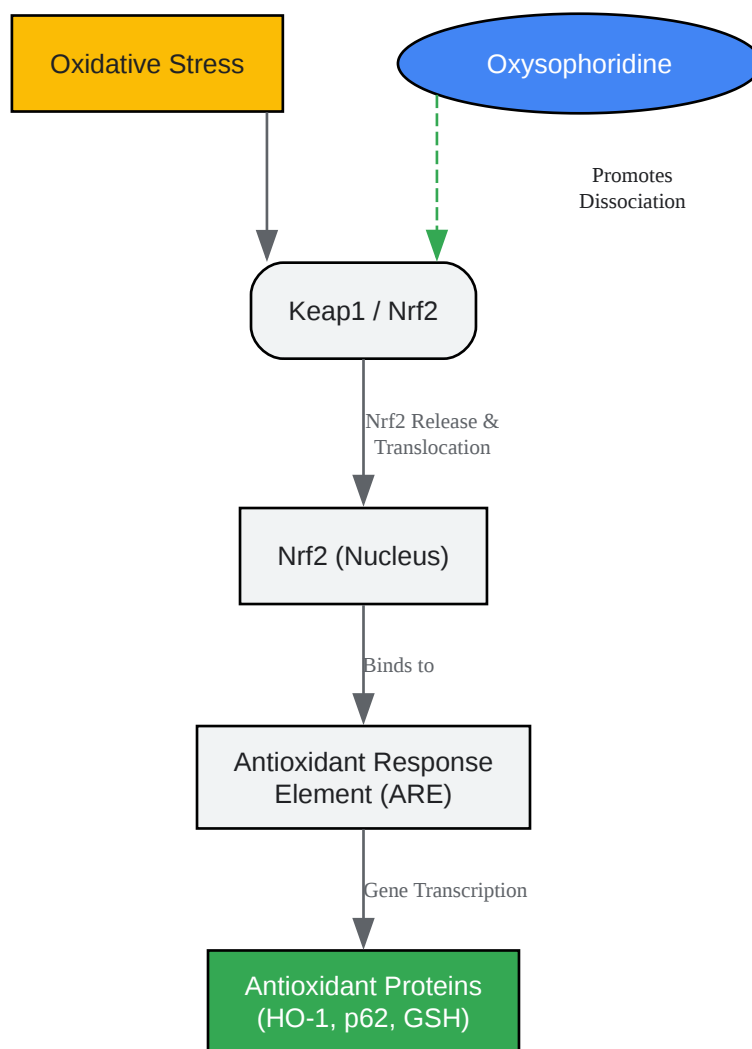 Oxidative Stress
Oxysophoridine
Promotes
Dissociation
Keap1 / Nrf2
Nrf2 Release &
Translocation
Nrf2 (Nucleus)
Binds to
Antioxidant Response
Element (ARE)
Gene Transcription
Antioxidant Proteins
(HO-1, p62, GSH)